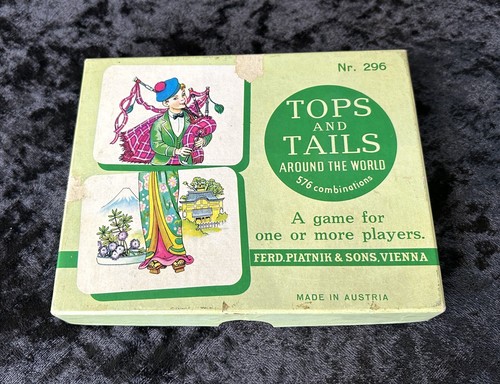 Nr. 296
TOPS
AND
TAILS
AROUND THE WORLD
576 combinations
A game for
one or more players.
FERD. PIATNIK & SONS, VIENNA
MADE IN AUSTRIA